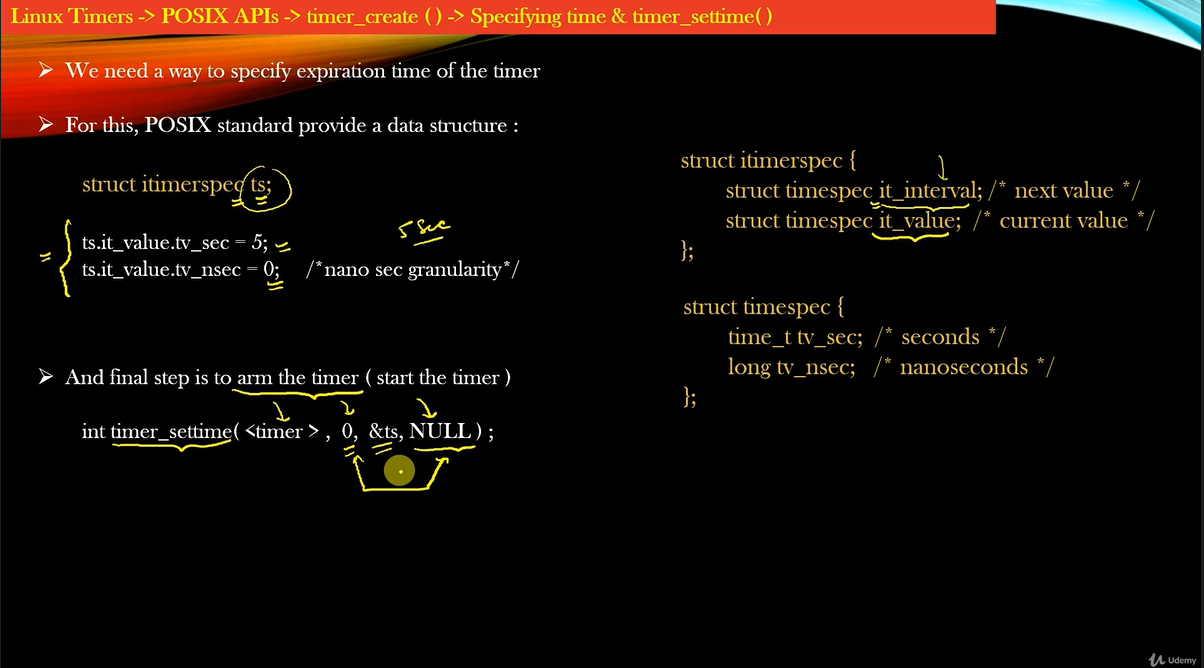 Linux Timers -> POSIX APIs -> timer_create ( ) -> Specifying time & timer_settime( )
➢ We need a way to specify expiration time of the timer
➢ For this, POSIX standard provide a data structure :
struct itimerspec ts;
ts.it_value.tv_sec = 5;
5 sec
ts.it_value.tv_nsec = 0; /*nano sec granularity*/
➢ And final step is to arm the timer ( start the timer )
int timer_settime( <timer > , 0, &ts, NULL ) ;
struct itimerspec {
struct timespec it_interval; /* next value */
struct timespec it_value; /* current value */
};
struct timespec {
time_t tv_sec; /* seconds */
long tv_nsec; /* nanoseconds */
};
Udemy